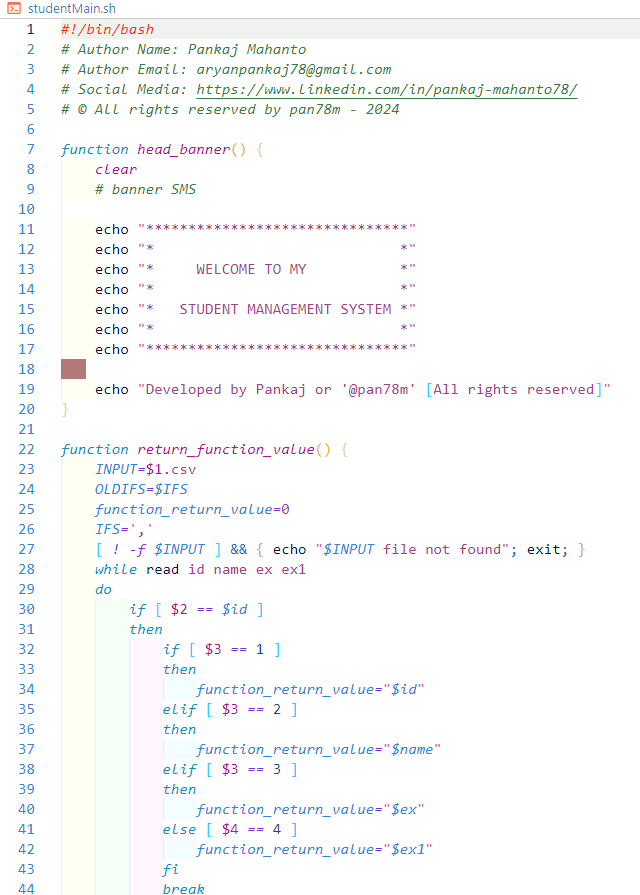 studentMain.sh
1 #!/bin/bash
2 # Author Name: Pankaj Mahanto
3 # Author Email: aryanpankaj78@gmail.com
4 # Social Media: https://www.linkedin.com/in/pankaj-mahanto78/
5 # © All rights reserved by pan78m - 2024
6
7 function head_banner() {
8     clear
9     # banner SMS
10
11     echo "*******************************"
12     echo "*                             *"
13     echo "*     WELCOME TO MY           *"
14     echo "*                             *"
15     echo "*   STUDENT MANAGEMENT SYSTEM *"
16     echo "*                             *"
17     echo "*******************************"
18
19     echo "Developed by Pankaj or '@pan78m' [All rights reserved]"
20 }
21
22 function return_function_value() {
23     INPUT=$1.csv
24     OLDIFS=$IFS
25     function_return_value=0
26     IFS=','
27     [ ! -f $INPUT ] && { echo "$INPUT file not found"; exit; }
28     while read id name ex ex1
29     do
30         if [ $2 == $id ]
31         then
32             if [ $3 == 1 ]
33             then
34                 function_return_value="$id"
35             elif [ $3 == 2 ]
36             then
37                 function_return_value="$name"
38             elif [ $3 == 3 ]
39             then
40                 function_return_value="$ex"
41             else [ $4 == 4 ]
42                 function_return_value="$ex1"
43             fi
44             break